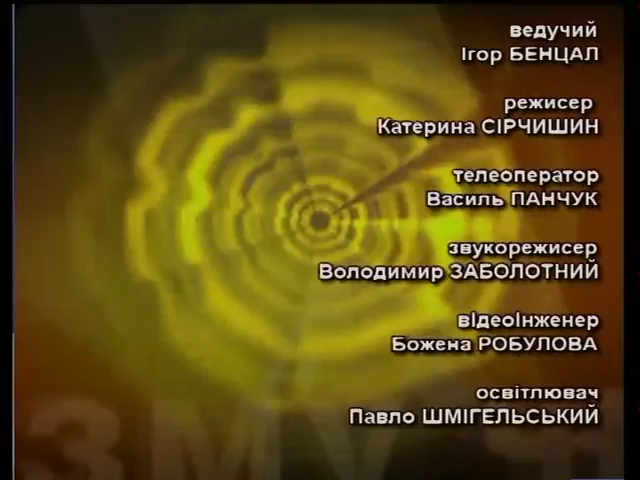 ведучий
Ігор БЕНЦАЛ
режисер
Катерина СІРЧИШИН
телеоператор
Василь ПАНЧУК
звукорежисер
Володимир ЗАБОЛОТНИЙ
відеоінженер
Божена РОБУЛОВА
освітлювач
Павло ШМІГЕЛЬСЬКИЙ